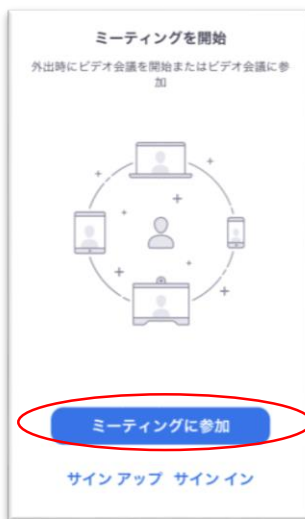 ミーティングを開始
外出時にビデオ会議を開始またはビデオ会議に参
加
ミーティングに参加
サイン アップ サイン イン